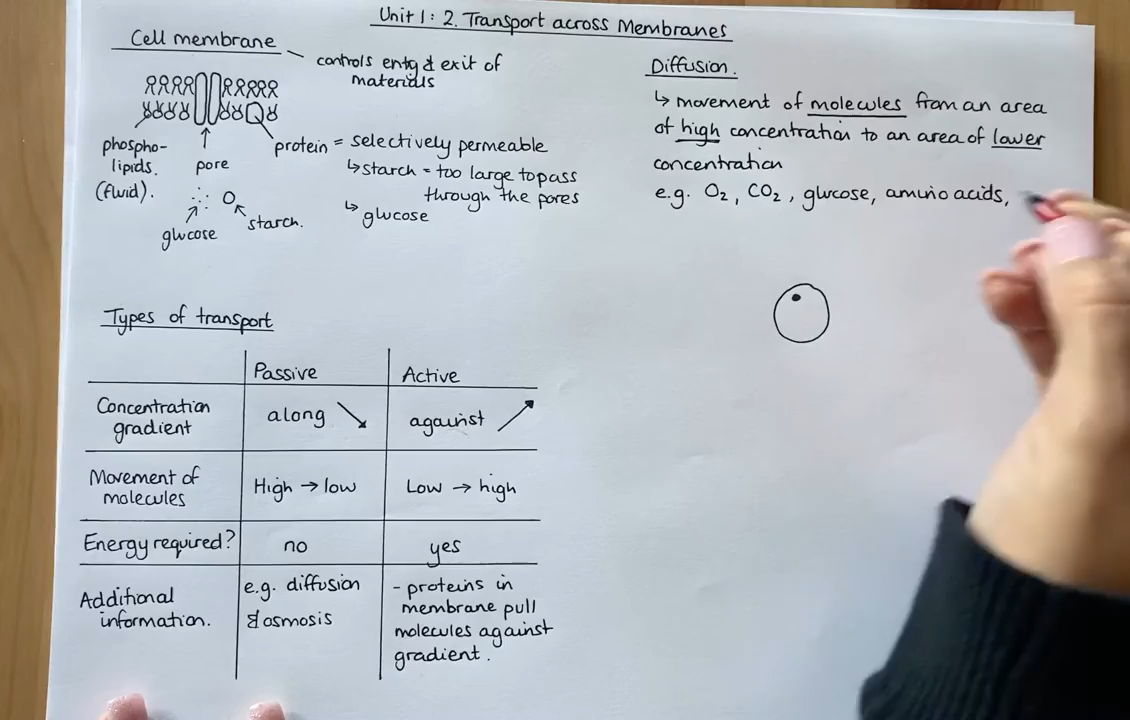 Unit 1: 2. Transport across Membranes
Cell membrane
controls entry & exit of
materials
phospho-
lipids.
(fluid).
pore
protein = selectively permeable
↳ starch = too large to pass
through the pores
↳ glucose
glucose
starch.
Types of transport
Passive Active
Concentration
gradient
along ↘ against ↗
Movement of
molecules
High → low Low → high
Energy required? no yes
Additional
information.
e.g. diffusion
& osmosis
- proteins in
membrane pull
molecules against
gradient.
Diffusion.
↳ movement of molecules from an area
of high concentration to an area of lower
concentration
e.g. O₂, CO₂, glucose, amino acids,